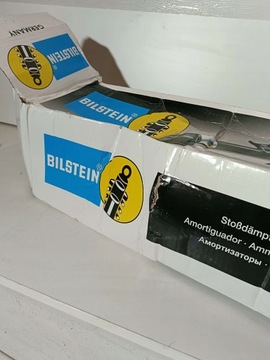 GERMANY
BILSTEIN®
BILSTEIN®
BILSTEIN®
Stoßdämpf
Amortiguador · Amm
Амортизаторы ·